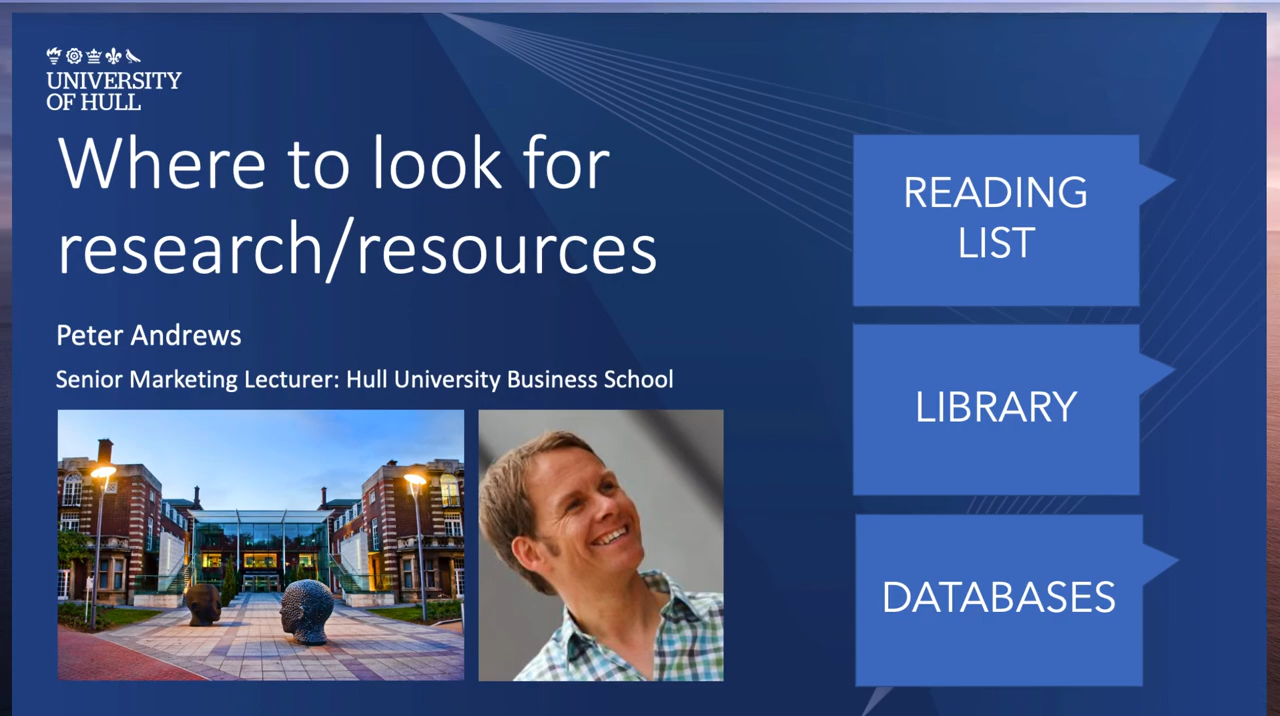 UNIVERSITY
OF HULL
Where to look for
research/resources
Peter Andrews
Senior Marketing Lecturer: Hull University Business School
READING
LIST
LIBRARY
DATABASES